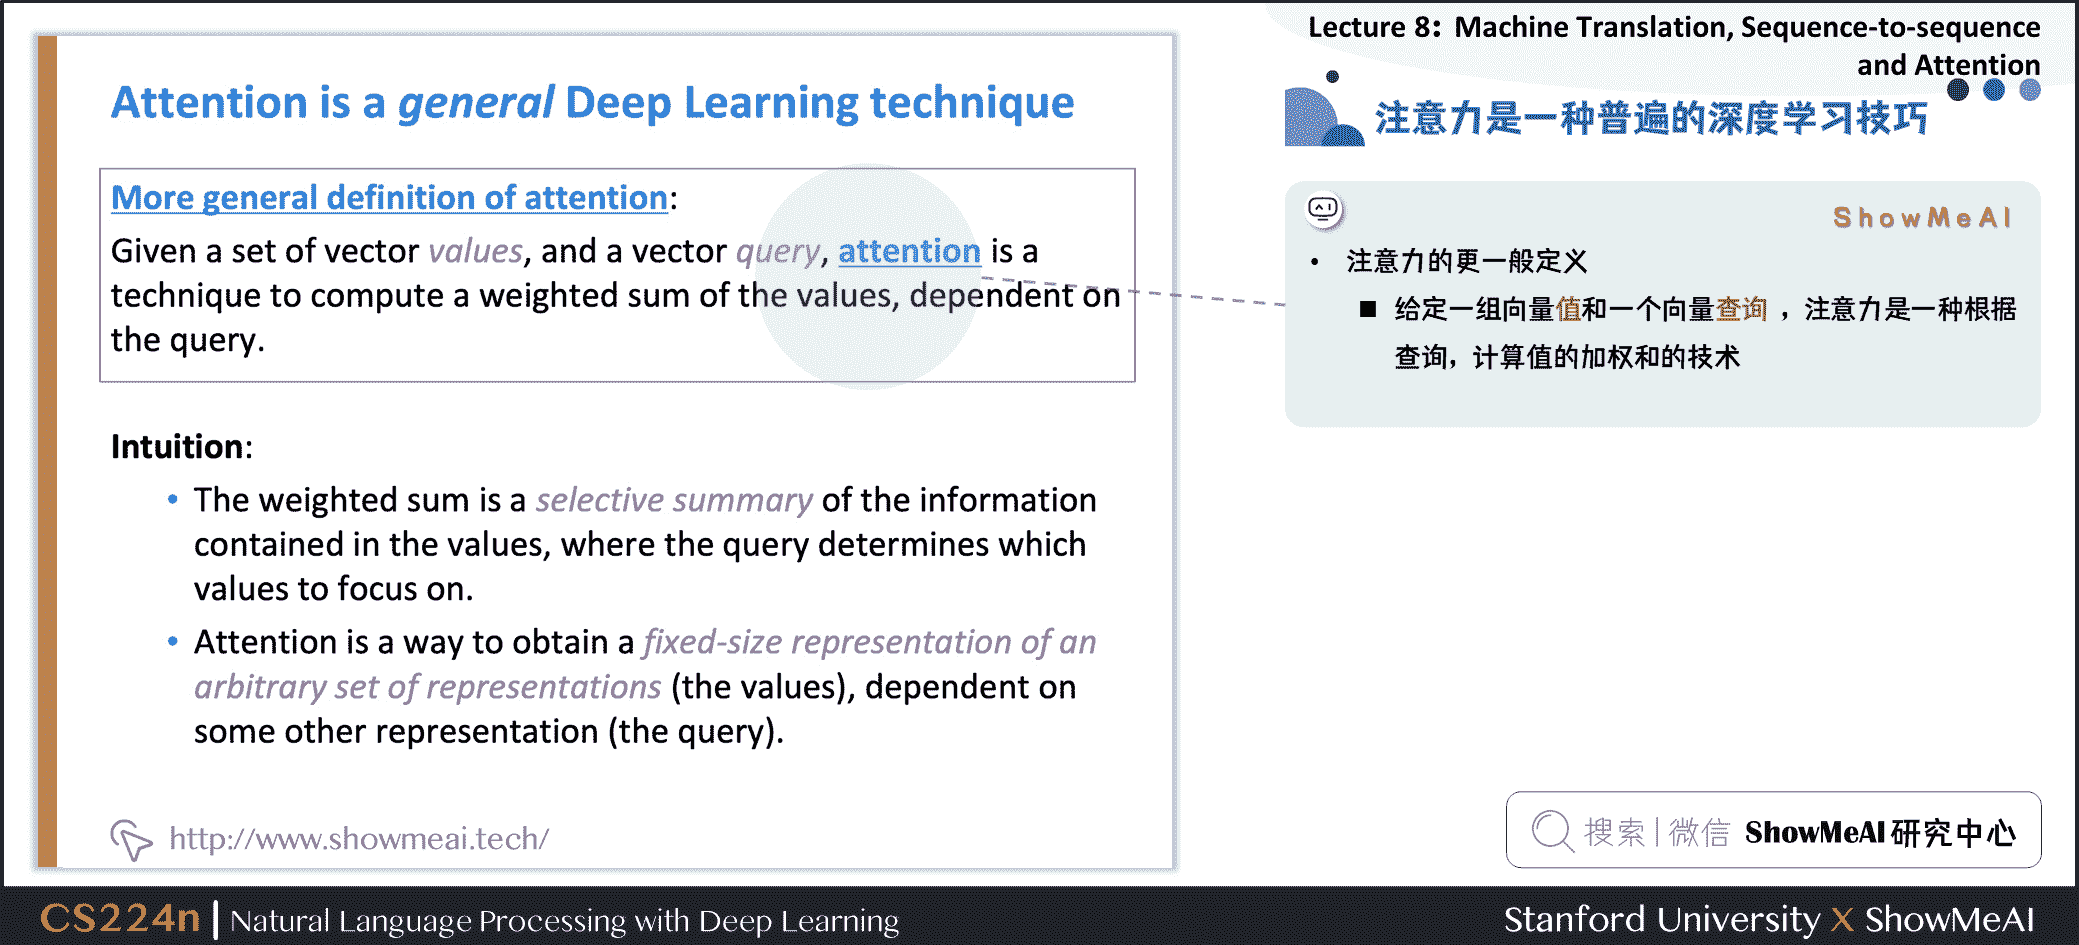 Lecture 8: Machine Translation, Sequence-to-sequence
and Attention
Attention is a general Deep Learning technique
More general definition of attention:
Given a set of vector values, and a vector query, attention is a
technique to compute a weighted sum of the values, dependent on
the query.
Intuition:
• The weighted sum is a selective summary of the information
contained in the values, where the query determines which
values to focus on.
• Attention is a way to obtain a fixed-size representation of an
arbitrary set of representations (the values), dependent on
some other representation (the query).
http://www.showmeai.tech/
注意力是一种普遍的深度学习技巧
ShowMeAI
• 注意力的更一般定义
■ 给定一组向量值和一个向量查询，注意力是一种根据
查询，计算值的加权和的技术
搜索|微信 ShowMeAI研究中心
CS224n | Natural Language Processing with Deep Learning
Stanford University X ShowMeAI